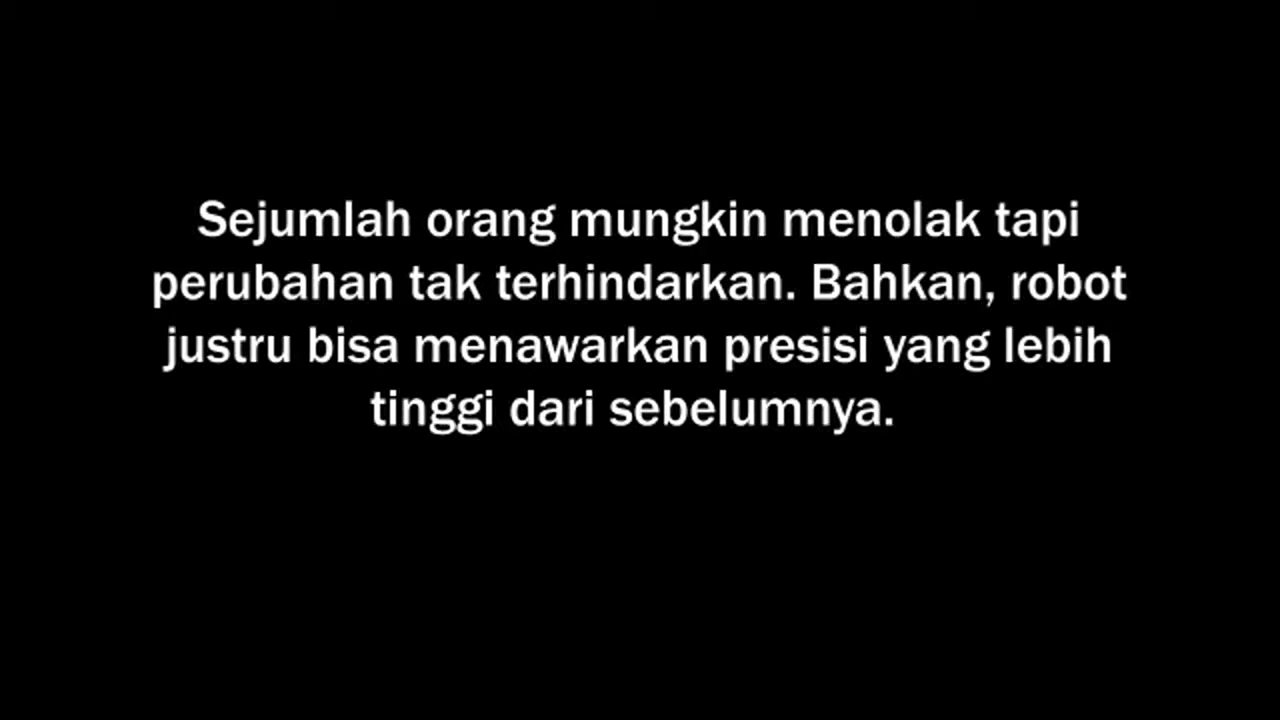 Sejumlah orang mungkin menolak tapi
perubahan tak terhindarkan. Bahkan, robot
justru bisa menawarkan presisi yang lebih
tinggi dari sebelumnya.